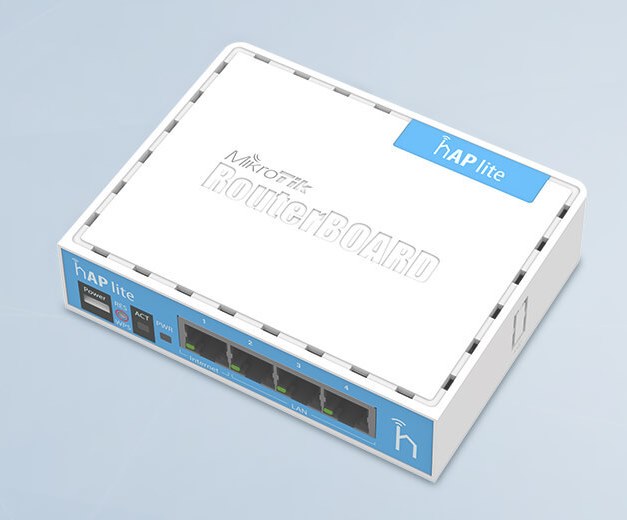 hAP lite
MikroTik
RouterBOARD
hAP lite
Power
RES
WPS
ACT
PWR
1
2
3
4
Internet
LAN
h